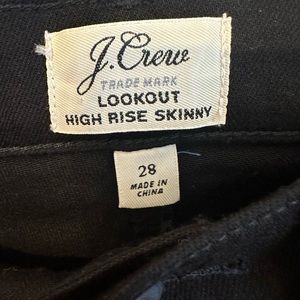 J.Crew
TRADE MARK
LOOKOUT
HIGH RISE SKINNY
28
MADE IN
CHINA